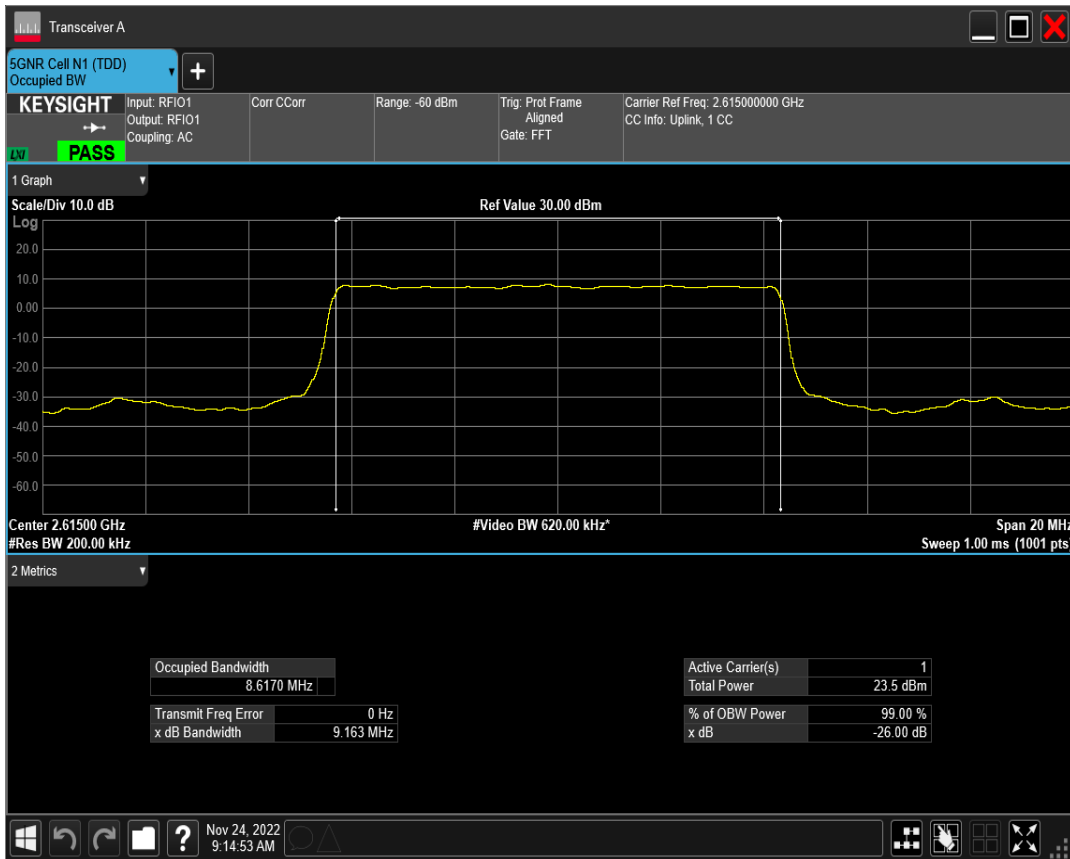 Transceiver A
5GNR Cell N1 (TDD)
Occupied BW
+
KEYSIGHT
LXI
PASS
Input: RFIO1
Output: RFIO1
Coupling: AC
Corr CCorr
Range: -60 dBm
Trig: Prot Frame
Aligned
Gate: FFT
Carrier Ref Freq: 2.615000000 GHz
CC Info: Uplink, 1 CC
1 Graph
Scale/Div 10.0 dB
Ref Value 30.00 dBm
Log
20.0
10.0
0.00
-10.0
-20.0
-30.0
-40.0
-50.0
-60.0
Center 2.61500 GHz
#Video BW 620.00 kHz*
Span 20 MHz
#Res BW 200.00 kHz
Sweep 1.00 ms (1001 pts)
2 Metrics
Occupied Bandwidth
8.6170 MHz
Transmit Freq Error 0 Hz
x dB Bandwidth 9.163 MHz
Active Carrier(s) 1
Total Power 23.5 dBm
% of OBW Power 99.00 %
x dB -26.00 dB
?
Nov 24, 2022
9:14:53 AM